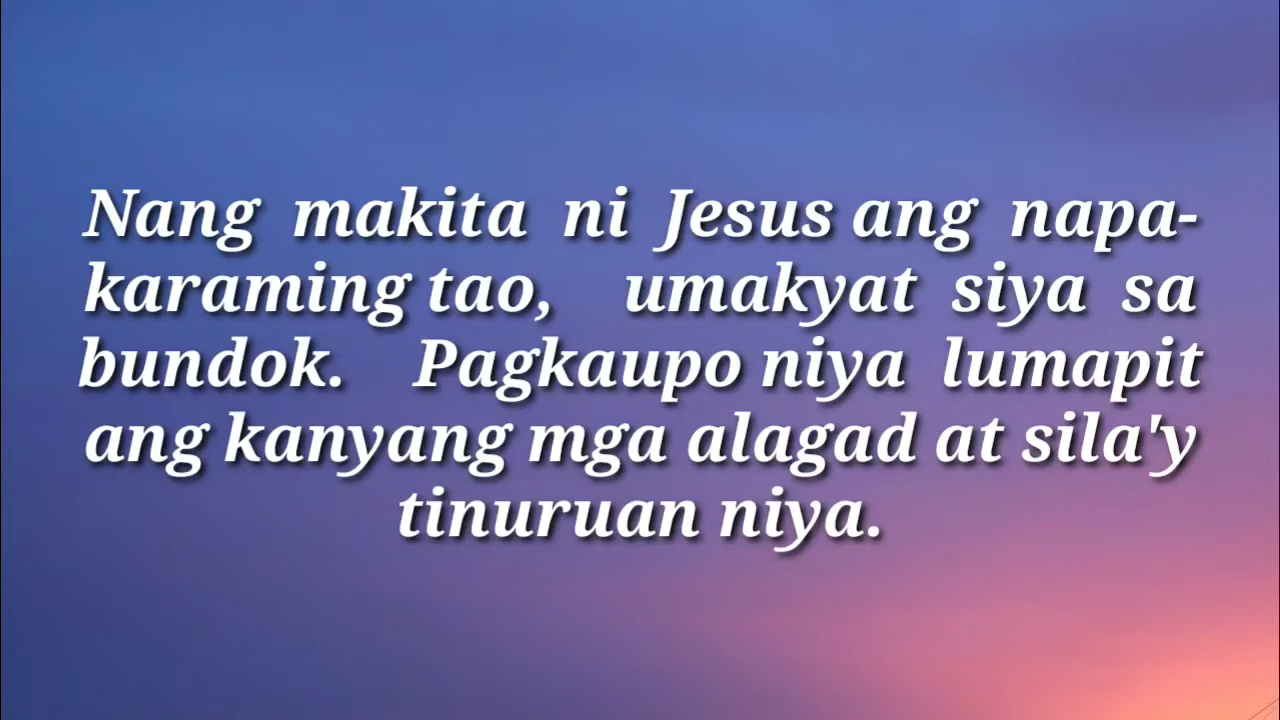 Nang makita ni Jesus ang napa-
karaming tao, umakyat siya sa
bundok. Pagkaupo niya lumapit
ang kanyang mga alagad at sila'y
tinuruan niya.